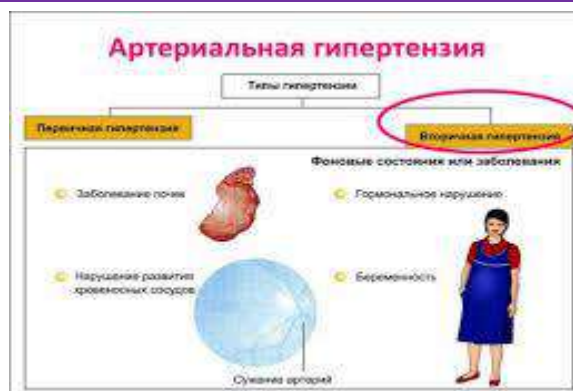 Артериальная гипертензия
Типы гипертензии
Первичная гипертензия
Вторичная гипертензия
Фоновые состояния или заболевания
Заболевание почек
Гормональное нарушение
Нарушение развития
кровеносных сосудов
Беременность
Сужение артерий